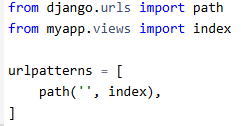 from django.urls import path
from myapp.views import index

urlpatterns = [
    path('', index),
]